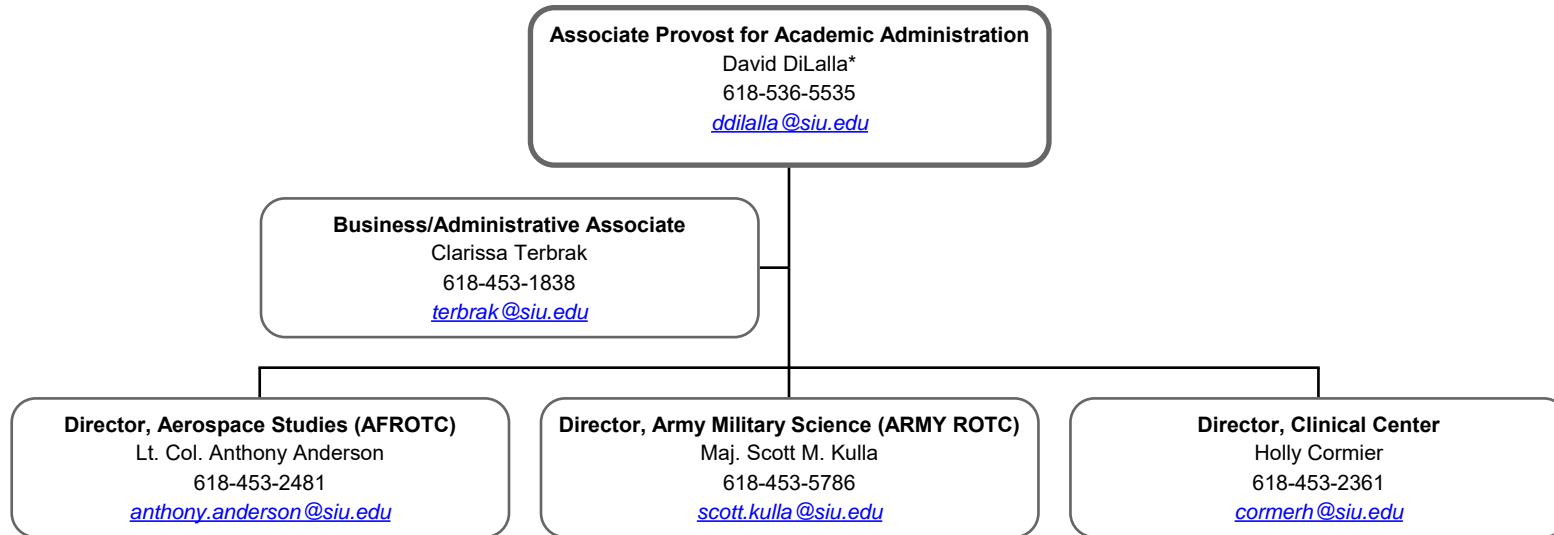 Associate Provost for Academic Administration
David DiLalla*
618-536-5535
ddilalla@siu.edu
Business/Administrative Associate
Clarissa Terbrak
618-453-1838
terbrak@siu.edu
Director, Aerospace Studies (AFROTC)
Lt. Col. Anthony Anderson
618-453-2481
anthony.anderson@siu.edu
Director, Army Military Science (ARMY ROTC)
Maj. Scott M. Kulla
618-453-5786
scott.kulla@siu.edu
Director, Clinical Center
Holly Cormier
618-453-2361
cormerh@siu.edu